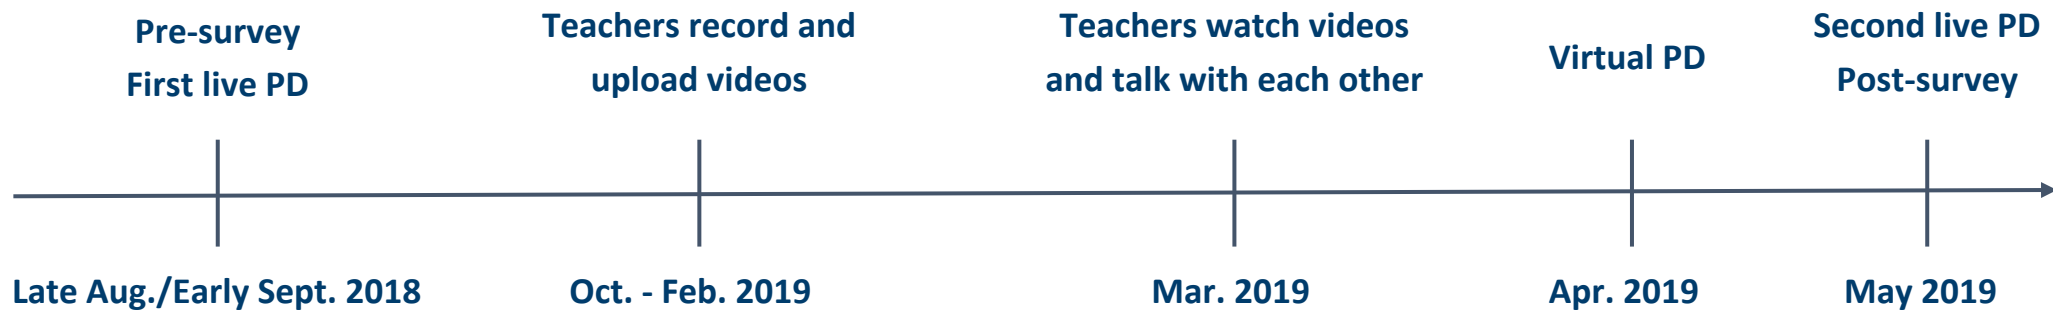 Pre-survey
First live PD
Teachers record and
upload videos
Teachers watch videos
and talk with each other
Virtual PD
Second live PD
Post-survey
Late Aug./Early Sept. 2018
Oct. - Feb. 2019
Mar. 2019
Apr. 2019
May 2019